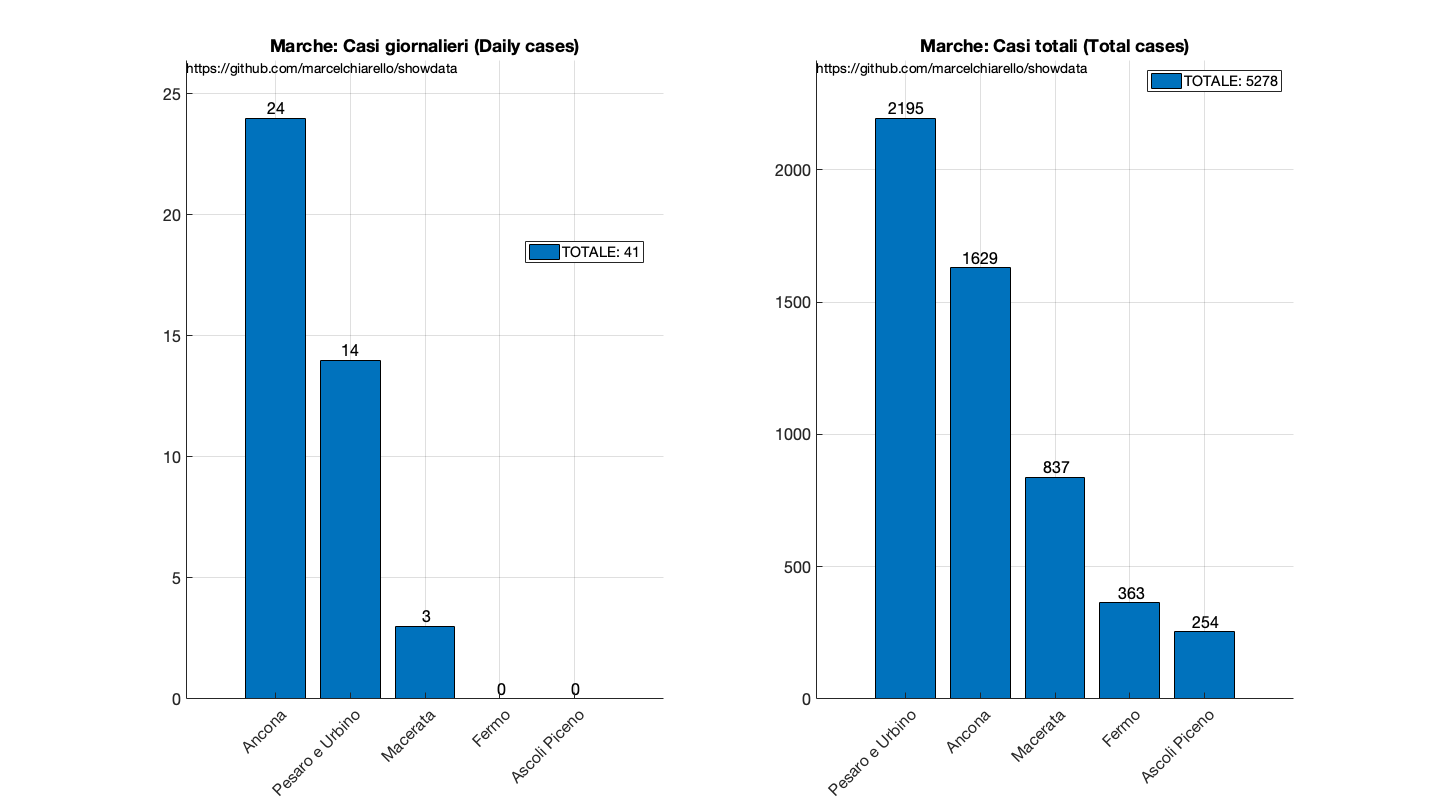 Marche: Casi giornalieri (Daily cases)
https://github.com/marcelchiarello/showdata
TOTALE: 41
25
20
15
10
5
0
24
14
3
0
0
Ancona
Pesaro e Urbino
Macerata
Fermo
Ascoli Piceno
Marche: Casi totali (Total cases)
https://github.com/marcelchiarello/showdata
TOTALE: 5278
2000
1500
1000
500
0
2195
1629
837
363
254
Pesaro e Urbino
Ancona
Macerata
Fermo
Ascoli Piceno